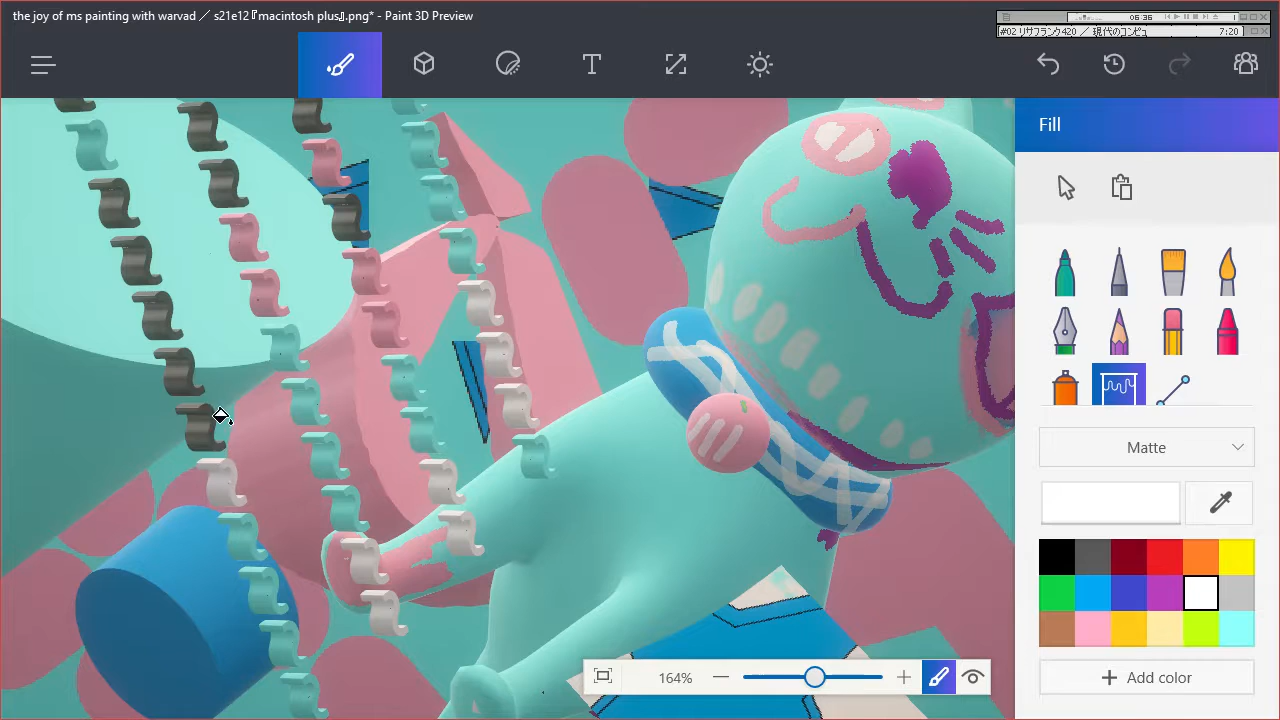 the joy of ms painting with warvad ／ s21e12『macintosh plus』.png* - Paint 3D Preview
06:36
[#02 リサフランク420 ／ 現代のコンピュ
7:20]
Fill
Matte
164%
Add color